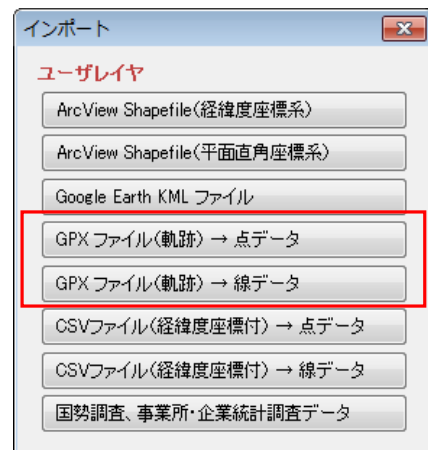 インポート
ユーザレイヤ
ArcView Shapefile(経緯度座標系)
ArcView Shapefile(平面直角座標系)
Google Earth KML ファイル
GPX ファイル(軌跡) → 点データ
GPX ファイル(軌跡) → 線データ
CSVファイル(経緯度座標付) → 点データ
CSVファイル(経緯度座標付) → 線データ
国勢調査、事業所・企業統計調査データ